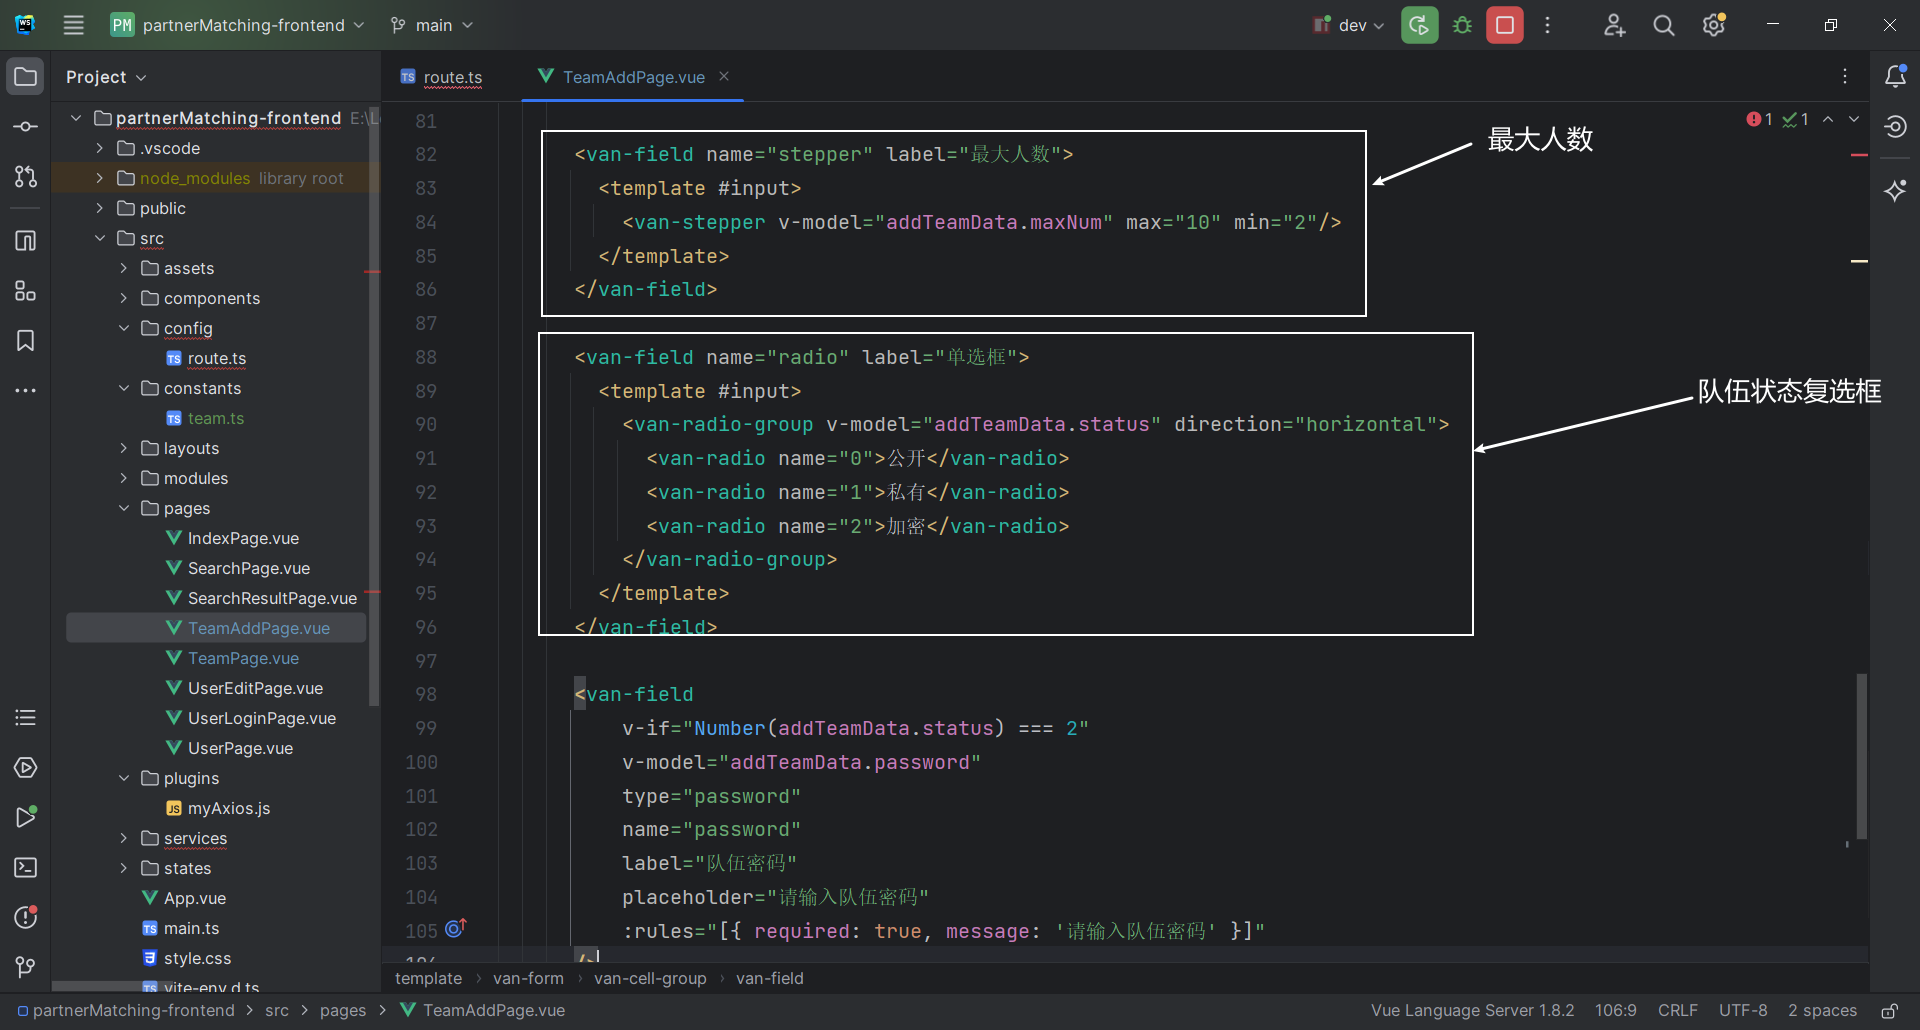 PM partnerMatching-frontend main dev
Project
partnerMatching-frontend E:\L
.vscode
node_modules library root
public
src
assets
components
config
route.ts
constants
team.ts
layouts
modules
pages
IndexPage.vue
SearchPage.vue
SearchResultPage.vue
TeamAddPage.vue
TeamPage.vue
UserEditPage.vue
UserLoginPage.vue
UserPage.vue
plugins
myAxios.js
services
states
App.vue
main.ts
style.css
vite-env.d.ts
route.ts TeamAddPage.vue
1 1
81
82 <van-field name="stepper" label="最大人数">
83 <template #input>
84 <van-stepper v-model="addTeamData.maxNum" max="10" min="2"/>
85 </template>
86 </van-field>
87
88 <van-field name="radio" label="单选框">
89 <template #input>
90 <van-radio-group v-model="addTeamData.status" direction="horizontal">
91 <van-radio name="0">公开</van-radio>
92 <van-radio name="1">私有</van-radio>
93 <van-radio name="2">加密</van-radio>
94 </van-radio-group>
95 </template>
96 </van-field>
97
98 <van-field
99 v-if="Number(addTeamData.status) === 2"
100 v-model="addTeamData.password"
101 type="password"
102 name="password"
103 label="队伍密码"
104 placeholder="请输入队伍密码"
105 :rules="[{ required: true, message: '请输入队伍密码' }]"
106 />
最大人数
队伍状态复选框
template › van-form › van-cell-group › van-field
partnerMatching-frontend > src > pages > TeamAddPage.vue
Vue Language Server 1.8.2 106:9 CRLF UTF-8 2 spaces